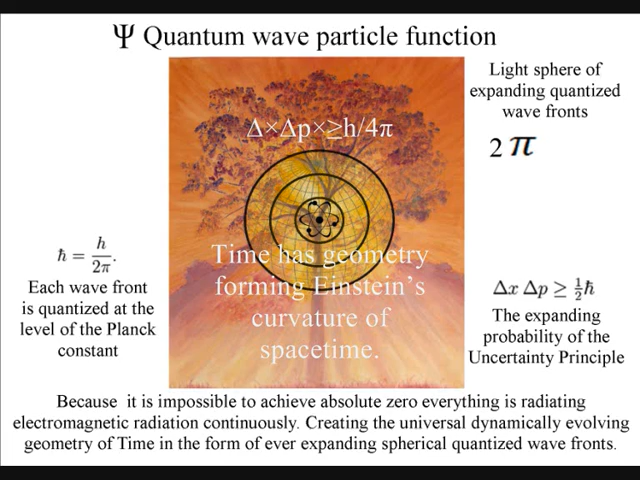 Ψ Quantum wave particle function
Light sphere of
expanding quantized
wave fronts
2 π
Δ×Δp×≥h/4π
ħ = h/2π.
Each wave front
is quantized at the
level of the Planck
constant
Time has geometry
forming Einstein's
curvature of
spacetime.
Δx Δp ≥ ½ħ
The expanding
probability of the
Uncertainty Principle
Because it is impossible to achieve absolute zero everything is radiating
electromagnetic radiation continuously. Creating the universal dynamically evolving
geometry of Time in the form of ever expanding spherical quantized wave fronts.